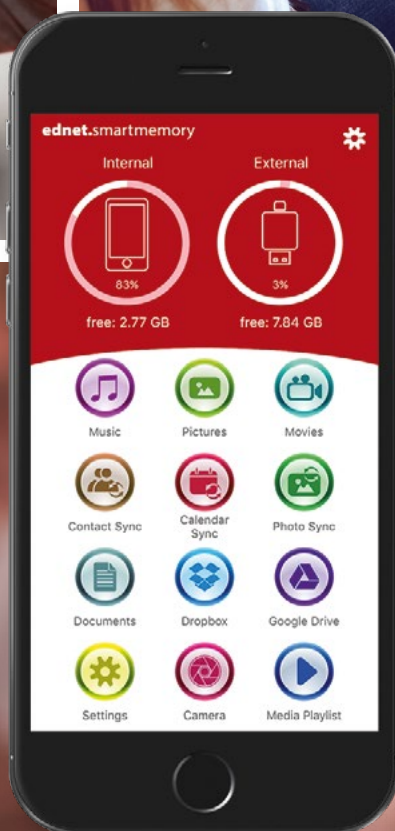 ednet.smartmemory
Internal External
83% 3%
free: 2.77 GB free: 7.84 GB
Music Pictures Movies
Contact Sync Calendar Sync Photo Sync
Documents Dropbox Google Drive
Settings Camera Media Playlist